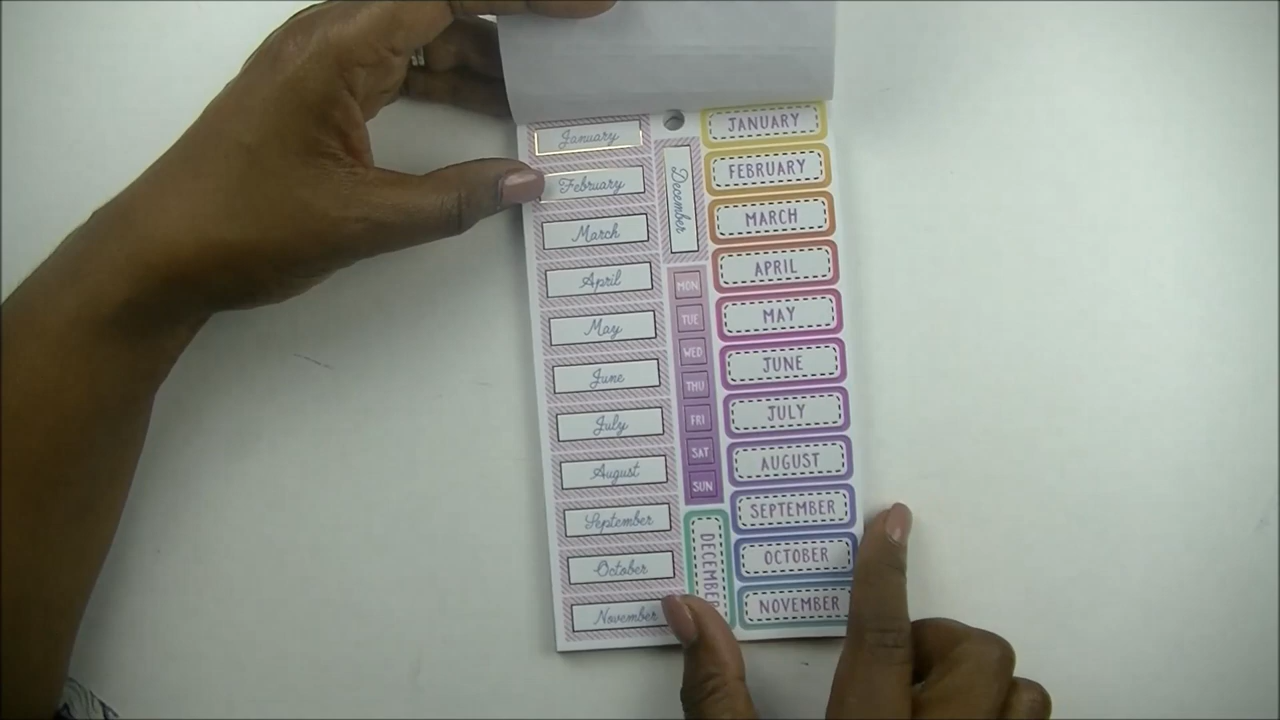 January
February
March
April
May
June
July
August
September
October
November
December
MON
TUE
WED
THU
FRI
SAT
SUN
DECEMBER
JANUARY
FEBRUARY
MARCH
APRIL
MAY
JUNE
JULY
AUGUST
SEPTEMBER
OCTOBER
NOVEMBER